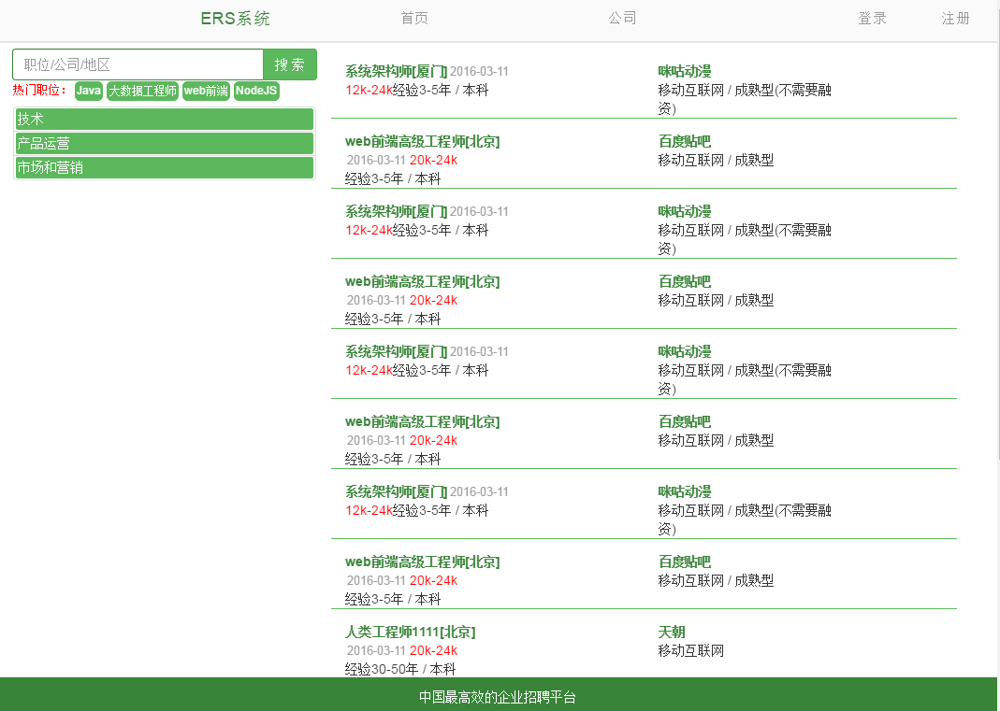 ERS系统 首页 公司 登录 注册
职位/公司/地区 搜 索
热门职位： Java 大数据工程师 web前端 NodeJS
技术
产品运营
市场和营销
系统架构师[厦门] 2016-03-11
12k-24k经验3-5年 / 本科
咪咕动漫
移动互联网 / 成熟型(不需要融
资)
web前端高级工程师[北京]
2016-03-11 20k-24k
经验3-5年 / 本科
百度贴吧
移动互联网 / 成熟型
系统架构师[厦门] 2016-03-11
12k-24k经验3-5年 / 本科
咪咕动漫
移动互联网 / 成熟型(不需要融
资)
web前端高级工程师[北京]
2016-03-11 20k-24k
经验3-5年 / 本科
百度贴吧
移动互联网 / 成熟型
系统架构师[厦门] 2016-03-11
12k-24k经验3-5年 / 本科
咪咕动漫
移动互联网 / 成熟型(不需要融
资)
web前端高级工程师[北京]
2016-03-11 20k-24k
经验3-5年 / 本科
百度贴吧
移动互联网 / 成熟型
系统架构师[厦门] 2016-03-11
12k-24k经验3-5年 / 本科
咪咕动漫
移动互联网 / 成熟型(不需要融
资)
web前端高级工程师[北京]
2016-03-11 20k-24k
经验3-5年 / 本科
百度贴吧
移动互联网 / 成熟型
人类工程师1111[北京]
2016-03-11 20k-24k
经验30-50年 / 本科
天朝
移动互联网
中国最高效的企业招聘平台